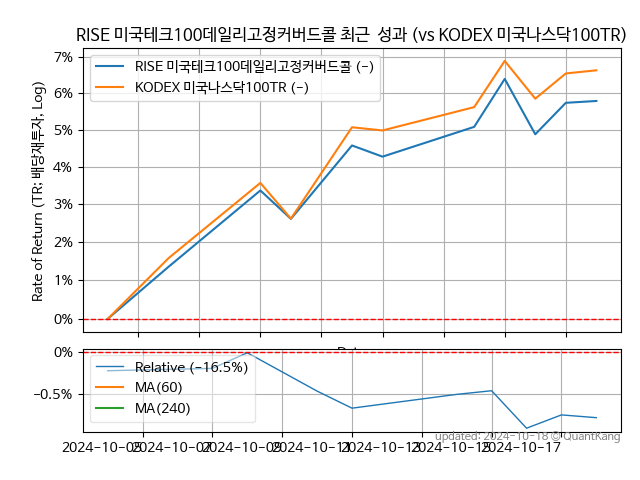 RISE 미국테크100데일리고정커버드콜 최근 성과 (vs KODEX 미국나스닥100TR)
7%
RISE 미국테크100데일리고정커버드콜 (-)
KODEX 미국나스닥100TR (-)
6%
5%
4%
3%
2%
1%
0%
Rate of Return (TR; 배당재투자, Log)
0%
Relative (-16.5%)
MA(60)
MA(240)
-0.5%
updated: 2024-10-18 © QuantKang
2024-10-05
2024-10-07
2024-10-09
2024-10-11
2024-10-13
2024-10-15
2024-10-17